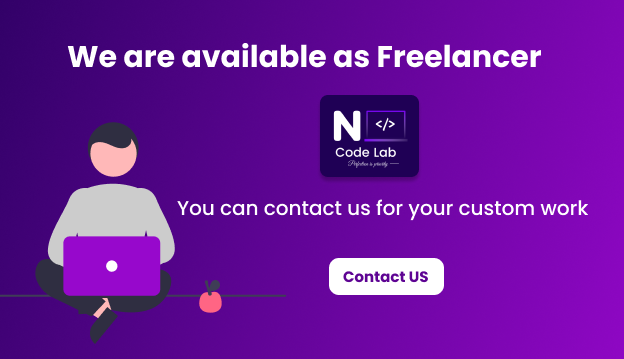 We are available as Freelancer
N </>
Code Lab
Perfection is priority
You can contact us for your custom work
Contact US